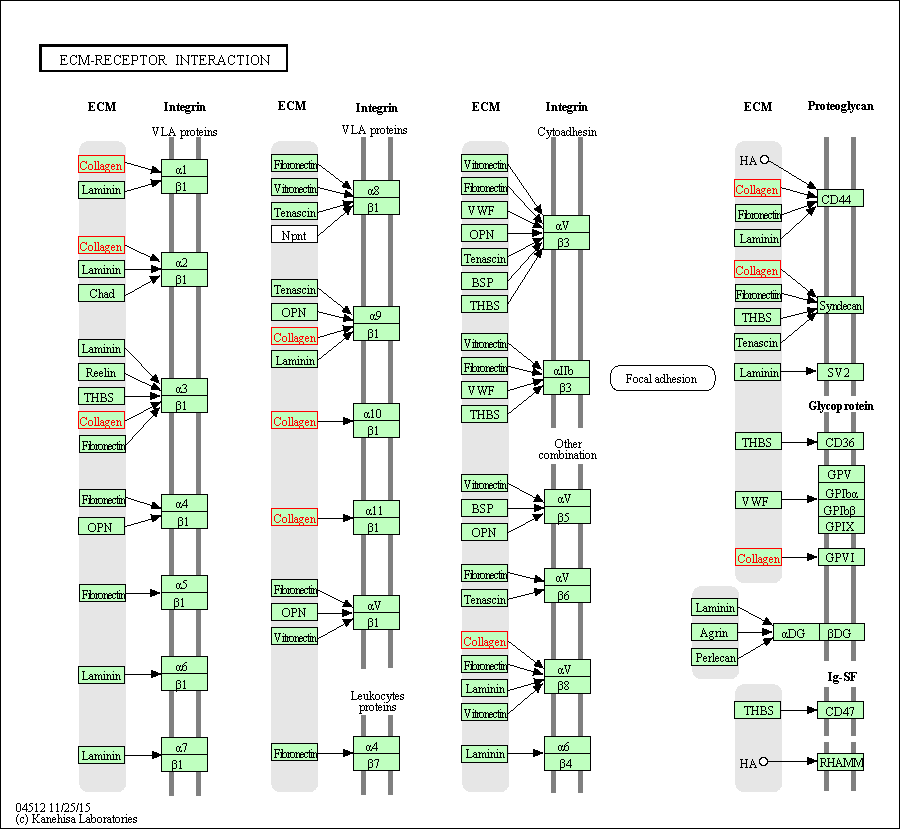 ECM-RECEPTOR INTERACTION
ECM
Integrin
VLA proteins
Collagen
Laminin
α1
β1
Collagen
Laminin
Chad
α2
β1
Laminin
Reelin
THBS
Collagen
Fibronectin
α3
β1
Fibronectin
OPN
α4
β1
Fibronectin
α5
β1
Laminin
α6
β1
Laminin
α7
β1
ECM
Integrin
VLA proteins
Fibronectin
Vitronectin
Tenascin
Npnt
α8
β1
Tenascin
OPN
Collagen
Laminin
α9
β1
Collagen
α10
β1
Collagen
α11
β1
Fibronectin
OPN
Vitronectin
αV
β1
Leukocytes
proteins
Fibronectin
α4
β7
ECM
Integrin
Cytoadhesin
Vitronectin
Fibronectin
VWF
OPN
Tenascin
BSP
THBS
αV
β3
Vitronectin
Fibronectin
VWF
THBS
αIIb
β3
Other
combination
Vitronectin
BSP
OPN
αV
β5
Fibronectin
Tenascin
αV
β6
Collagen
Fibronectin
Laminin
Vitronectin
αV
β8
Laminin
α6
β4
Focal adhesion
ECM
Proteoglycan
HA
Collagen
Fibronectin
Laminin
CD44
Collagen
Fibronectin
THBS
Tenascin
Syndecan
Laminin
SV2
Glycoprotein
THBS
CD36
VWF
GPV
GPIbα
GPIbβ
GPIX
Collagen
GPVI
Laminin
Agrin
Perlecan
αDG
βDG
Ig-SF
THBS
CD47
HA
RHAMM
04512 11/25/15
(c) Kanehisa Laboratories